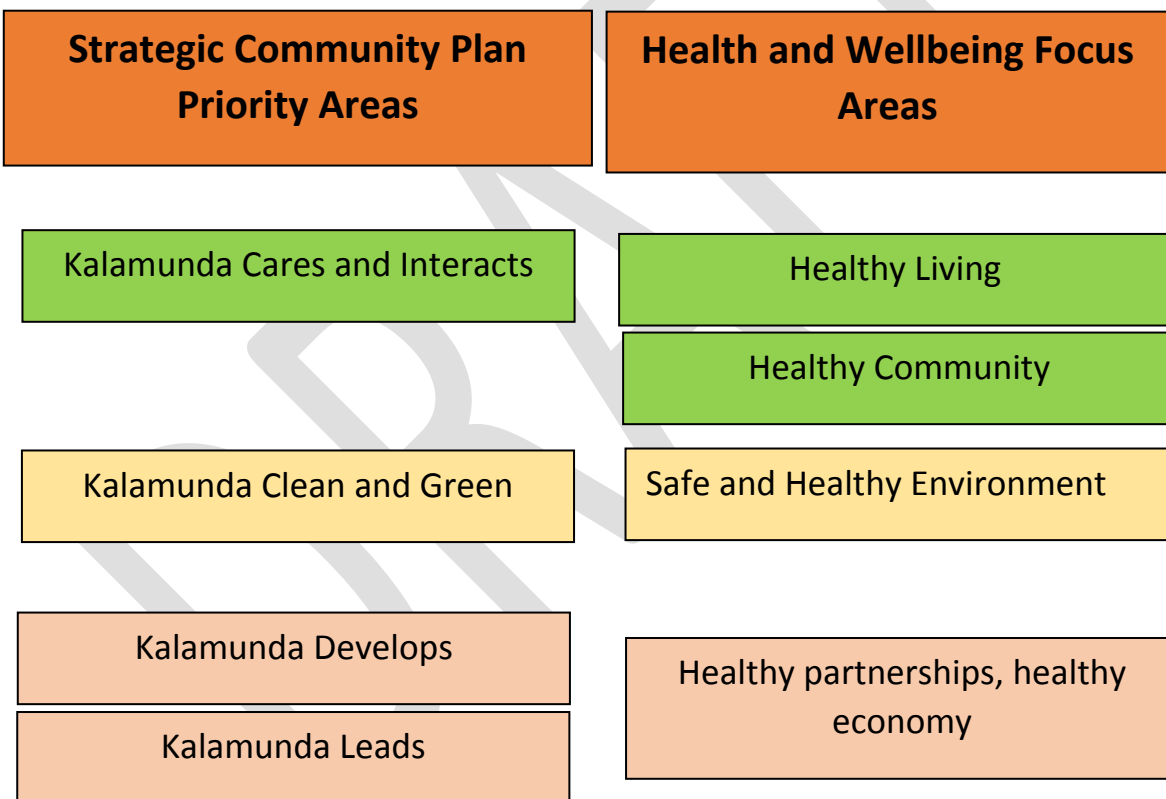 Strategic Community Plan
Priority Areas
Health and Wellbeing Focus
Areas
Kalamunda Cares and Interacts
Healthy Living
Healthy Community
Kalamunda Clean and Green
Safe and Healthy Environment
Kalamunda Develops
Kalamunda Leads
Healthy partnerships, healthy
economy